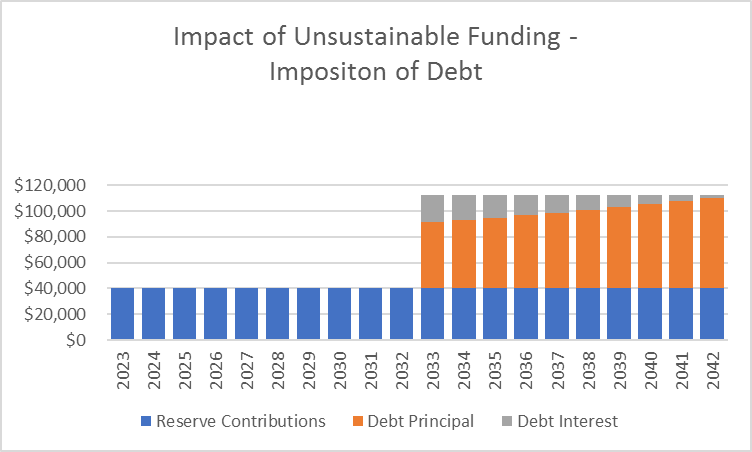 Impact of Unsustainable Funding -
Impositon of Debt
$120,000
$100,000
$80,000
$60,000
$40,000
$20,000
$0
2023 2024 2025 2026 2027 2028 2029 2030 2031 2032 2033 2034 2035 2036 2037 2038 2039 2040 2041 2042
Reserve Contributions Debt Principal Debt Interest